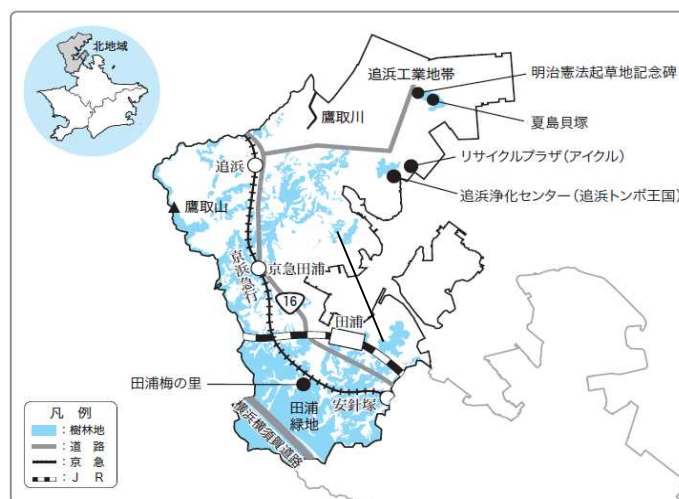 北地域
追浜工業地帯
明治憲法起草地記念碑
夏島貝塚
鷹取川
リサイクルプラザ(アイクル)
追浜浄化センター(追浜トンボ王国)
追浜
鷹取山
京浜急行
京急田浦
16
田浦
田浦梅の里
田浦
緑地
安針塚
横浜横須賀道路
凡 例
:樹林地
:道 路
:京 急
:J R